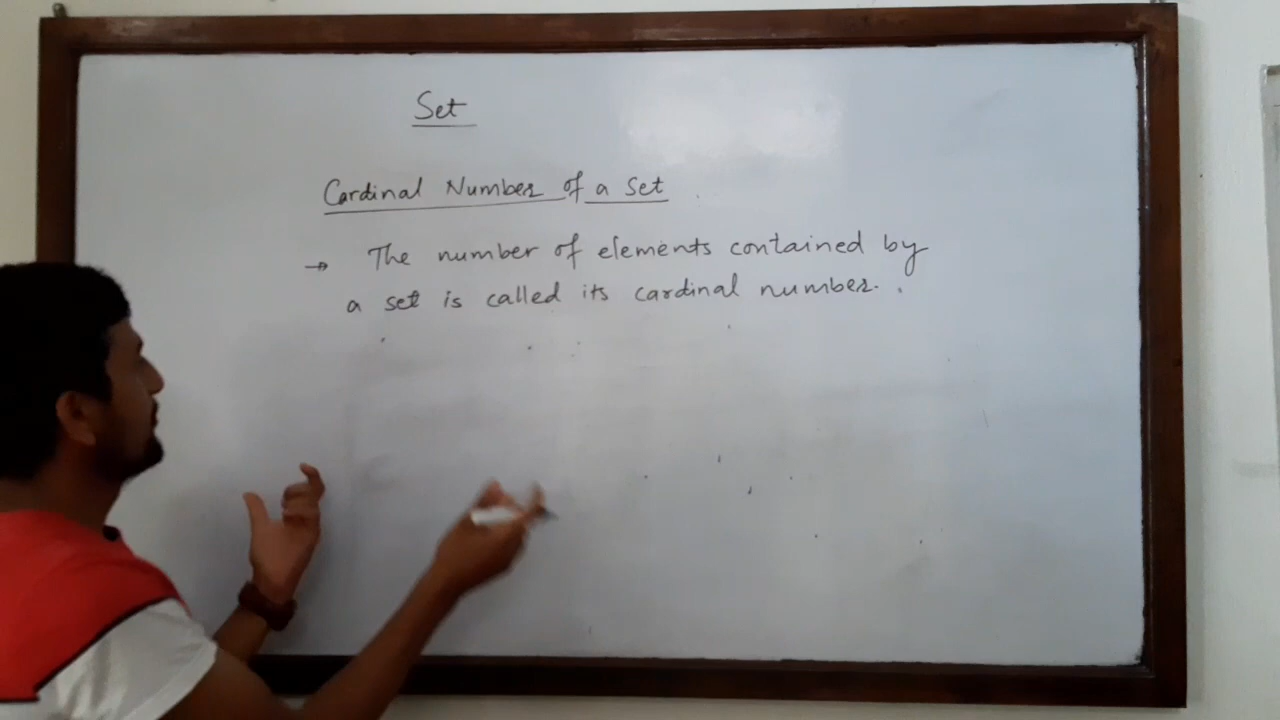 Set
Cardinal Number of a Set
→ The number of elements contained by
a set is called its cardinal number.